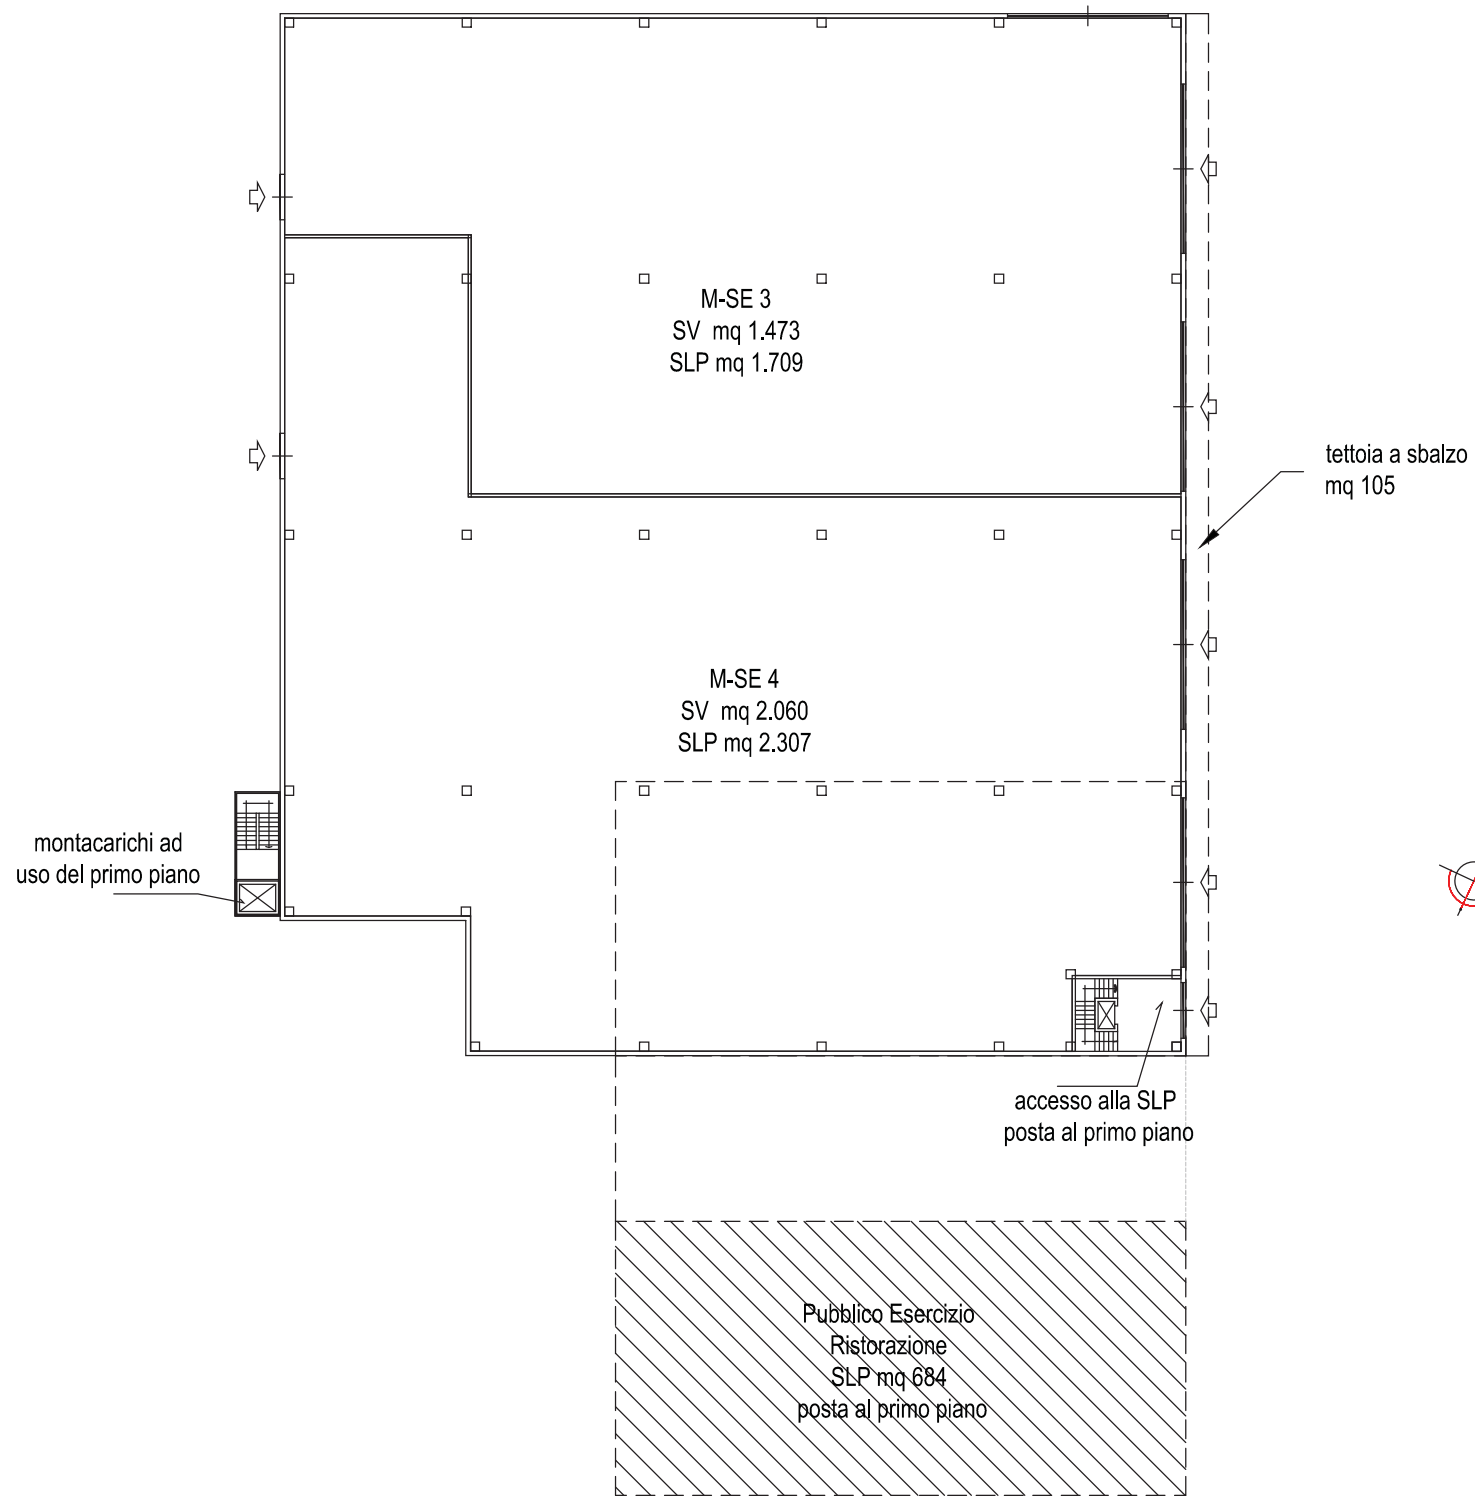 M-SE 3
SV mq 1.473
SLP mq 1.709
tettoia a sbalzo
mq 105
M-SE 4
SV mq 2.060
SLP mq 2.307
montacarichi ad
uso del primo piano
accesso alla SLP
posta al primo piano
Pubblico Esercizio
Ristorazione
SLP mq 684
posta al primo piano